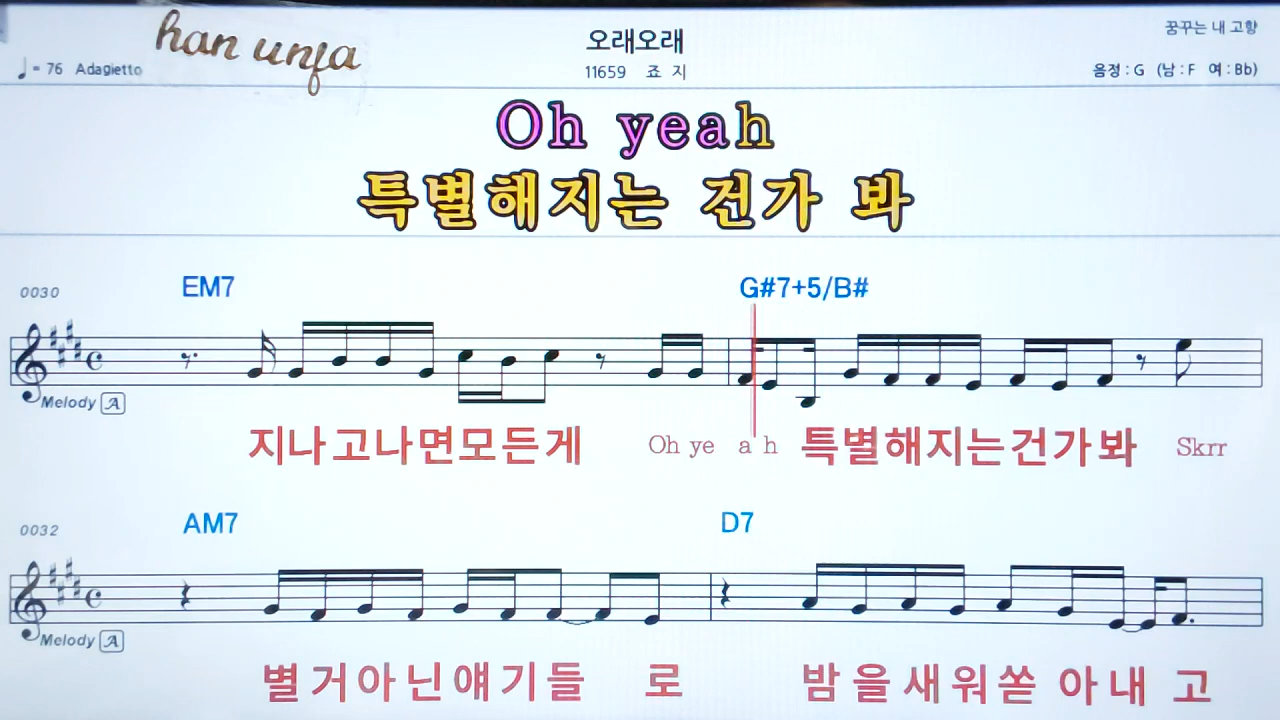 han unja
오래오래
꿈꾸는 내 고향
♩= 76 Adagietto
11659 죠 지
음정 : G (남 : F 여 : Bb)
Oh yeah
특별해지는 건가 봐
0030
EM7
G#7+5/B#
Melody A
지나고나면모든게 Oh ye a h 특별해지는건가봐 Skrr
0032
AM7
D7
Melody A
별거아닌얘기들 로 밤을새워쏟아내 고